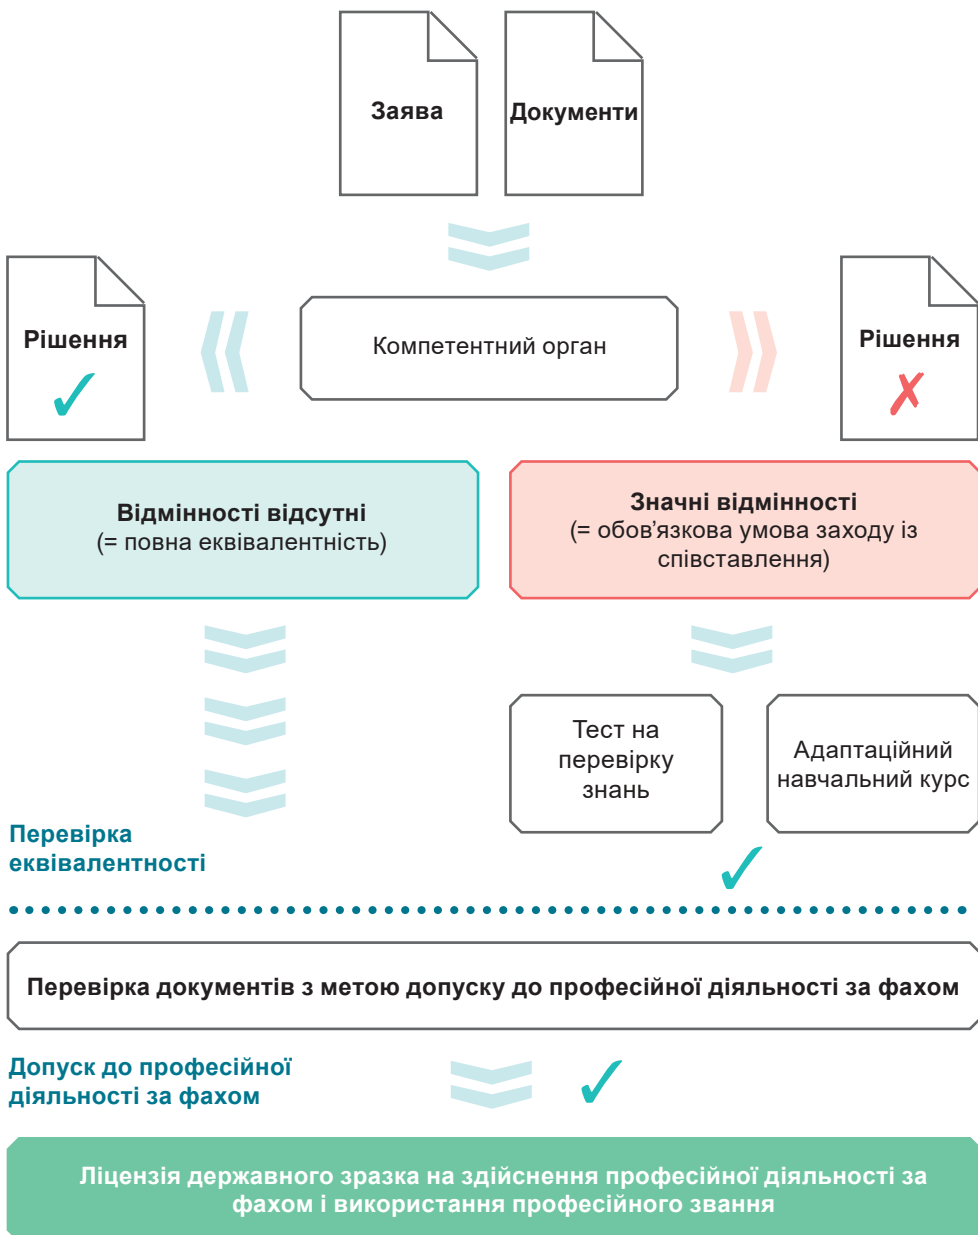 Заява
Документи
Рішення
Компетентний орган
Рішення
Відмінності відсутні
(= повна еквівалентність)
Значні відмінності
(= обов’язкова умова заходу із
співставлення)
Тест на
перевірку
знань
Адаптаційний
навчальний курс
Перевірка
еквівалентності
Перевірка документів з метою допуску до професійної діяльності за фахом
Допуск до професійної
діяльності за фахом
Ліцензія державного зразка на здійснення професійної діяльності за
фахом і використання професійного звання